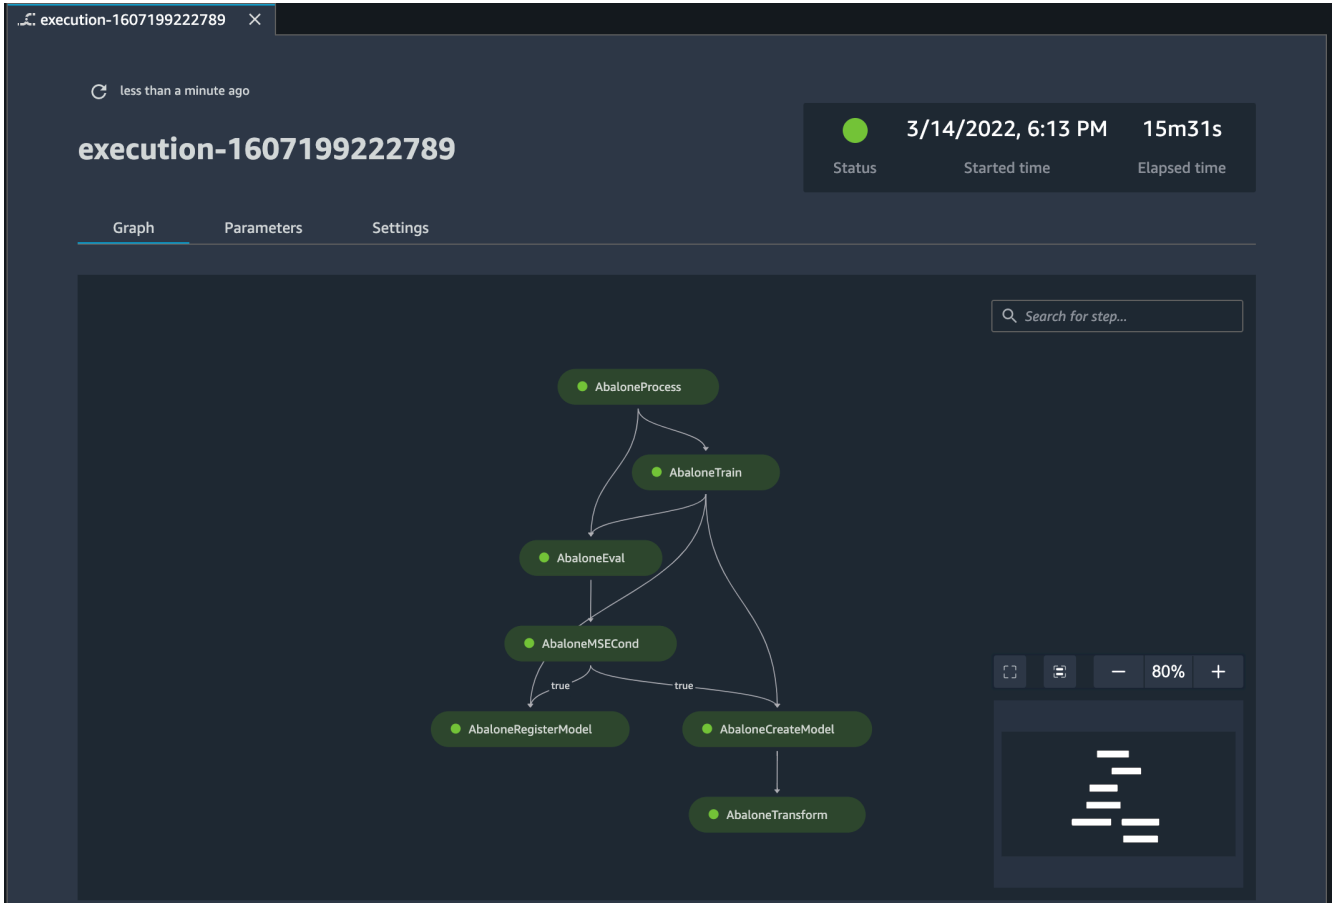 execution-1607199222789
less than a minute ago
execution-1607199222789
3/14/2022, 6:13 PM 15m31s
Status Started time Elapsed time
Graph Parameters Settings
Search for step...
AbaloneProcess
AbaloneTrain
AbaloneEval
AbaloneMSECond
80%
true true
AbaloneRegisterModel AbaloneCreateModel
AbaloneTransform